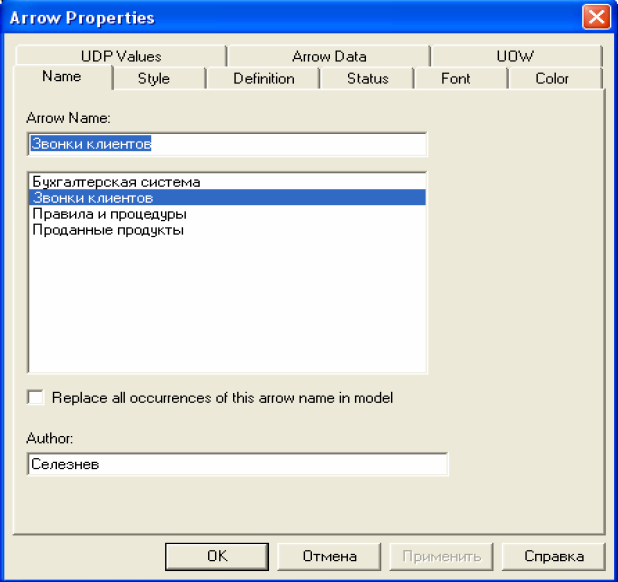 Arrow Properties
UDP Values Arrow Data UOW
Name Style Definition Status Font Color
Arrow Name:
Звонки клиентов
Бухгалтерская система
Звонки клиентов
Правила и процедуры
Проданные продукты
Replace all occurrences of this arrow name in model
Author:
Селезнев
OK Отмена Применить Справка